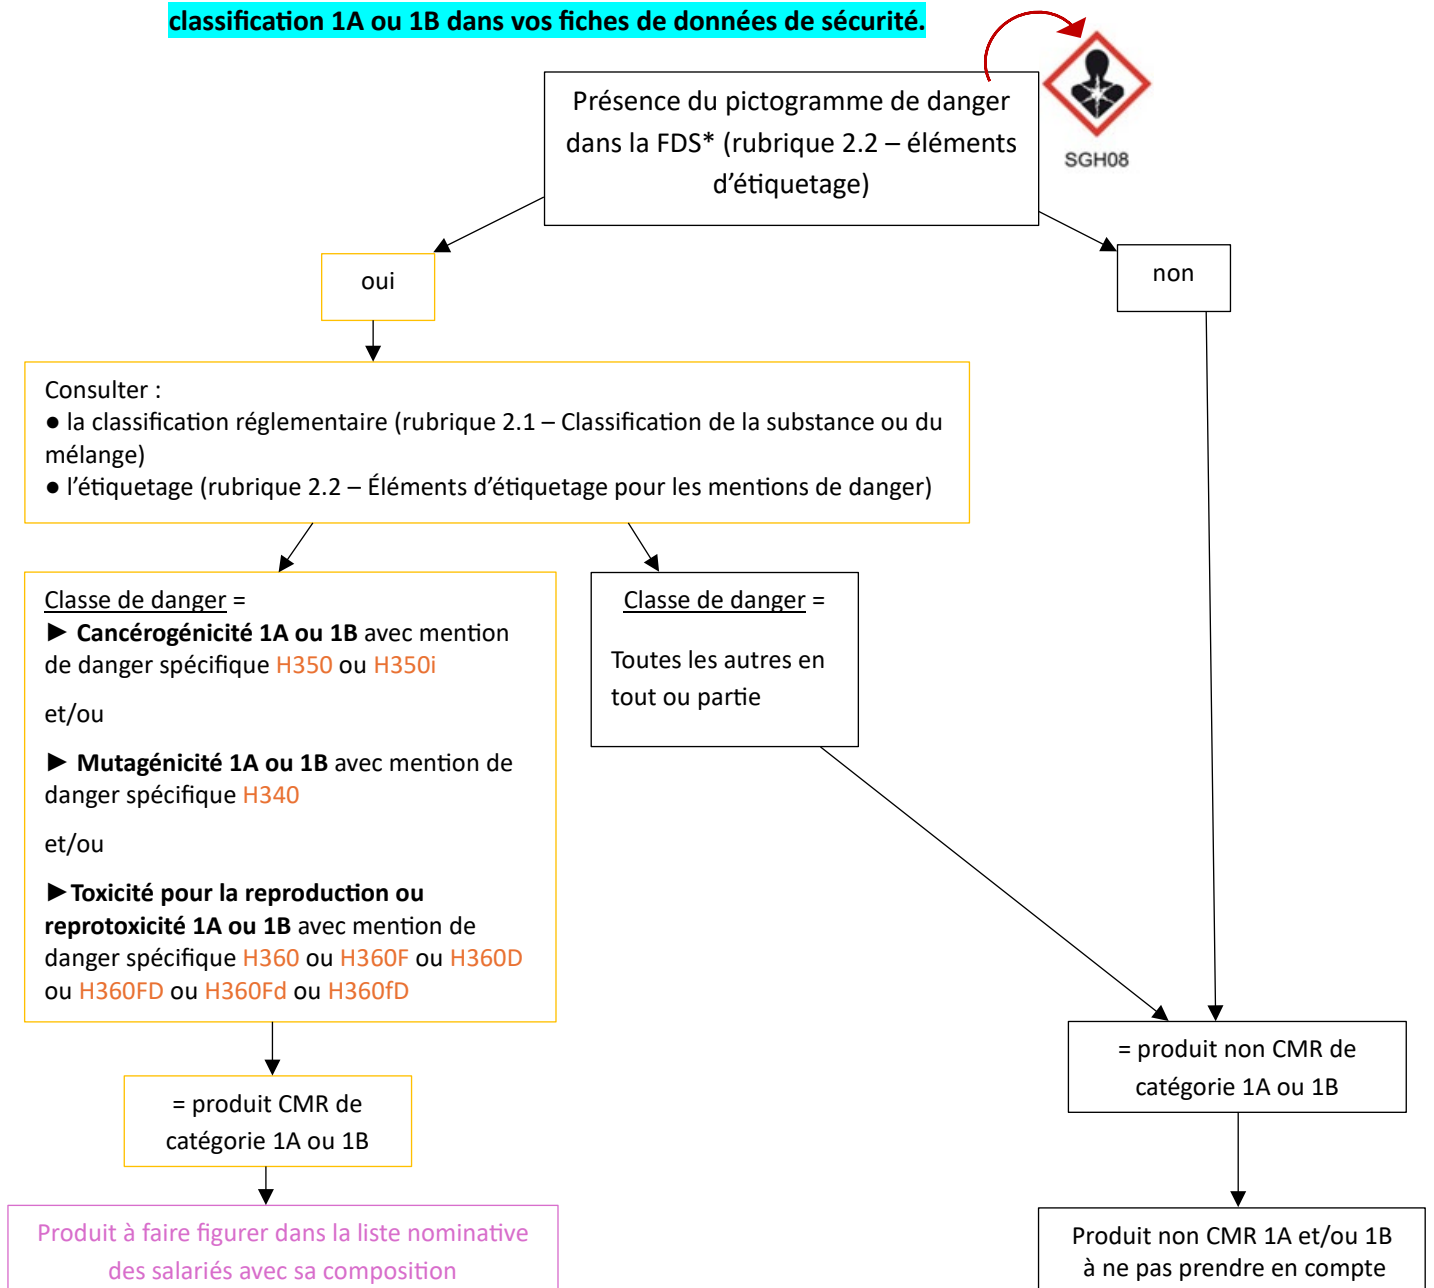 classification 1A ou 1B dans vos fiches de données de sécurité.
Présence du pictogramme de danger
dans la FDS* (rubrique 2.2 – éléments
d’étiquetage)
SGH08
oui
non
Consulter :
● la classification réglementaire (rubrique 2.1 – Classification de la substance ou du
mélange)
● l’étiquetage (rubrique 2.2 – Éléments d’étiquetage pour les mentions de danger)
Classe de danger =
► Cancérogénicité 1A ou 1B avec mention
de danger spécifique H350 ou H350i
et/ou
► Mutagénicité 1A ou 1B avec mention de
danger spécifique H340
et/ou
►Toxicité pour la reproduction ou
reprotoxicité 1A ou 1B avec mention de
danger spécifique H360 ou H360F ou H360D
ou H360FD ou H360Fd ou H360fD
Classe de danger =
Toutes les autres en
tout ou partie
= produit CMR de
catégorie 1A ou 1B
= produit non CMR de
catégorie 1A ou 1B
Produit à faire figurer dans la liste nominative
des salariés avec sa composition
Produit non CMR 1A et/ou 1B
à ne pas prendre en compte